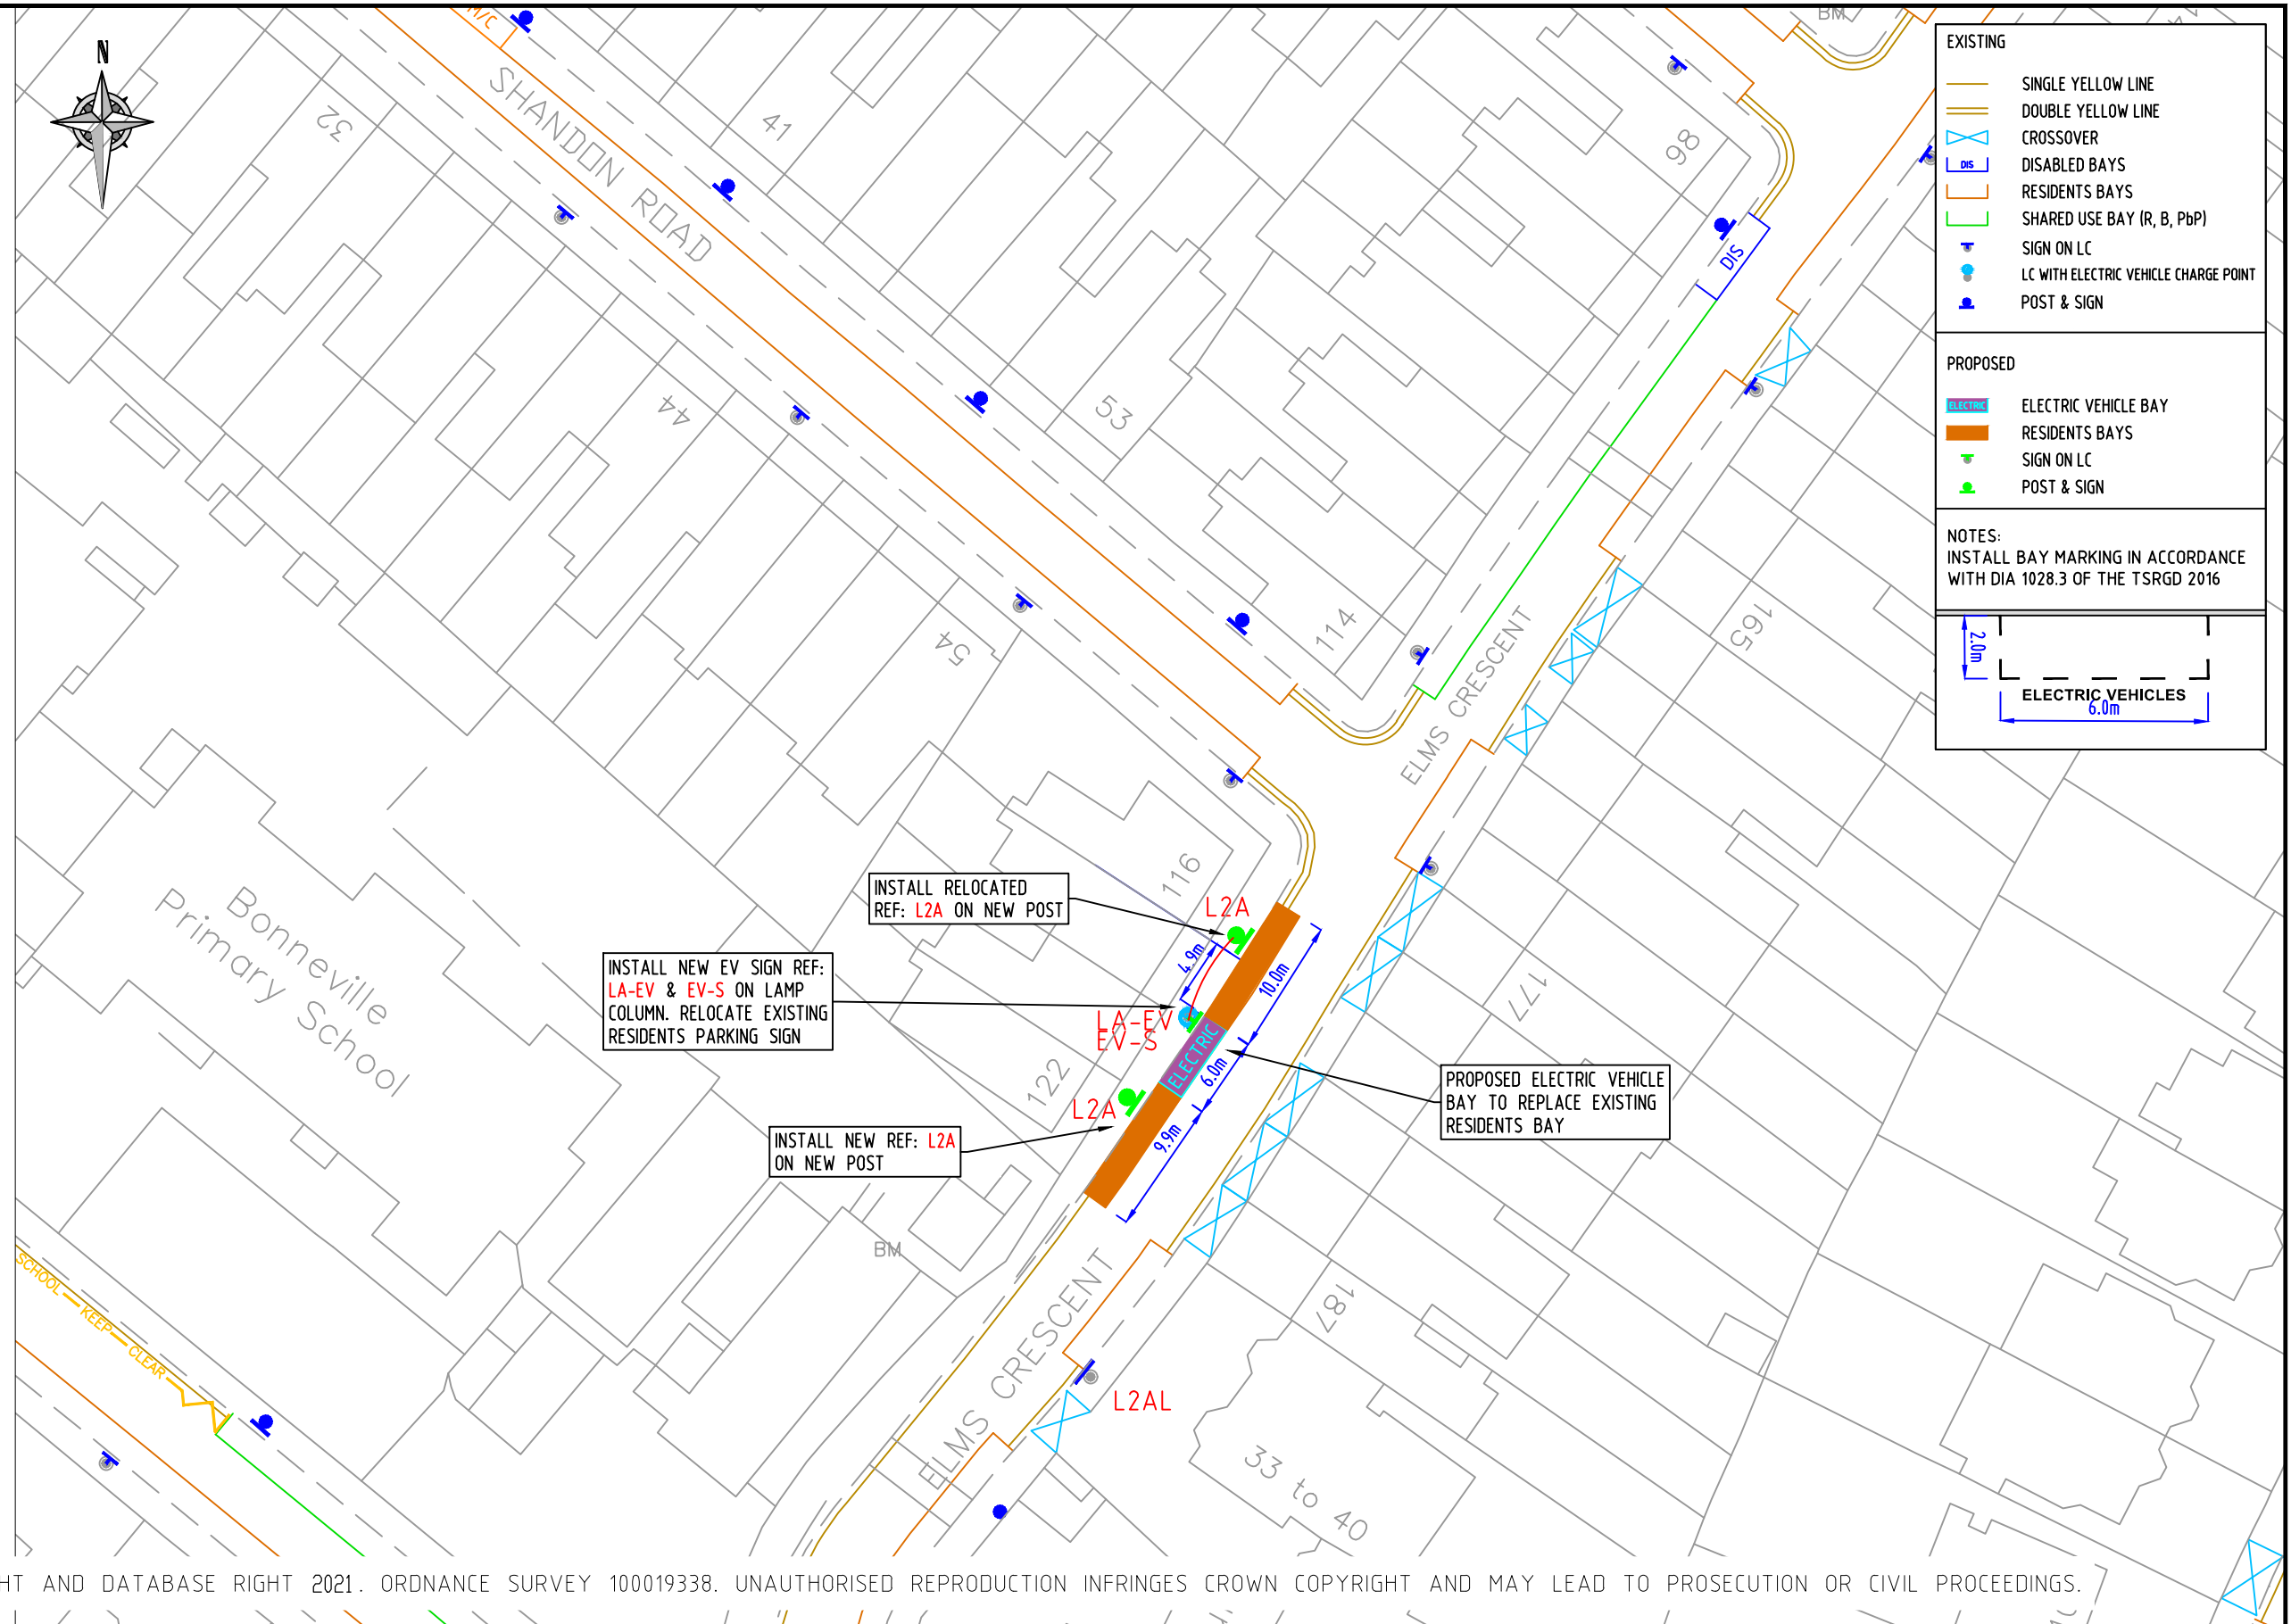 N
M/C
SHANDON ROAD
32
41
44
53
54
98
114
116
122
165
177
187
33 to 40
BM
BM
DIS
ELMS CRESCENT
ELMS CRESCENT
Bonneville
Primary School
SCHOOL KEEP CLEAR
INSTALL RELOCATED
REF: L2A ON NEW POST
L2A
4.9m
10.0m
INSTALL NEW EV SIGN REF:
LA-EV & EV-S ON LAMP
COLUMN. RELOCATE EXISTING
RESIDENTS PARKING SIGN
LA-EV
EV-S
ELECTRIC
6.0m
L2A
9.9m
INSTALL NEW REF: L2A
ON NEW POST
PROPOSED ELECTRIC VEHICLE
BAY TO REPLACE EXISTING
RESIDENTS BAY
L2AL
EXISTING
SINGLE YELLOW LINE
DOUBLE YELLOW LINE
CROSSOVER
DIS DISABLED BAYS
RESIDENTS BAYS
SHARED USE BAY (R, B, PbP)
SIGN ON LC
LC WITH ELECTRIC VEHICLE CHARGE POINT
POST & SIGN
PROPOSED
ELECTRIC ELECTRIC VEHICLE BAY
RESIDENTS BAYS
SIGN ON LC
POST & SIGN
NOTES:
INSTALL BAY MARKING IN ACCORDANCE
WITH DIA 1028.3 OF THE TSRGD 2016
2.0m
ELECTRIC VEHICLES
6.0m
HT AND DATABASE RIGHT 2021. ORDNANCE SURVEY 100019338. UNAUTHORISED REPRODUCTION INFRINGES CROWN COPYRIGHT AND MAY LEAD TO PROSECUTION OR CIVIL PROCEEDINGS.